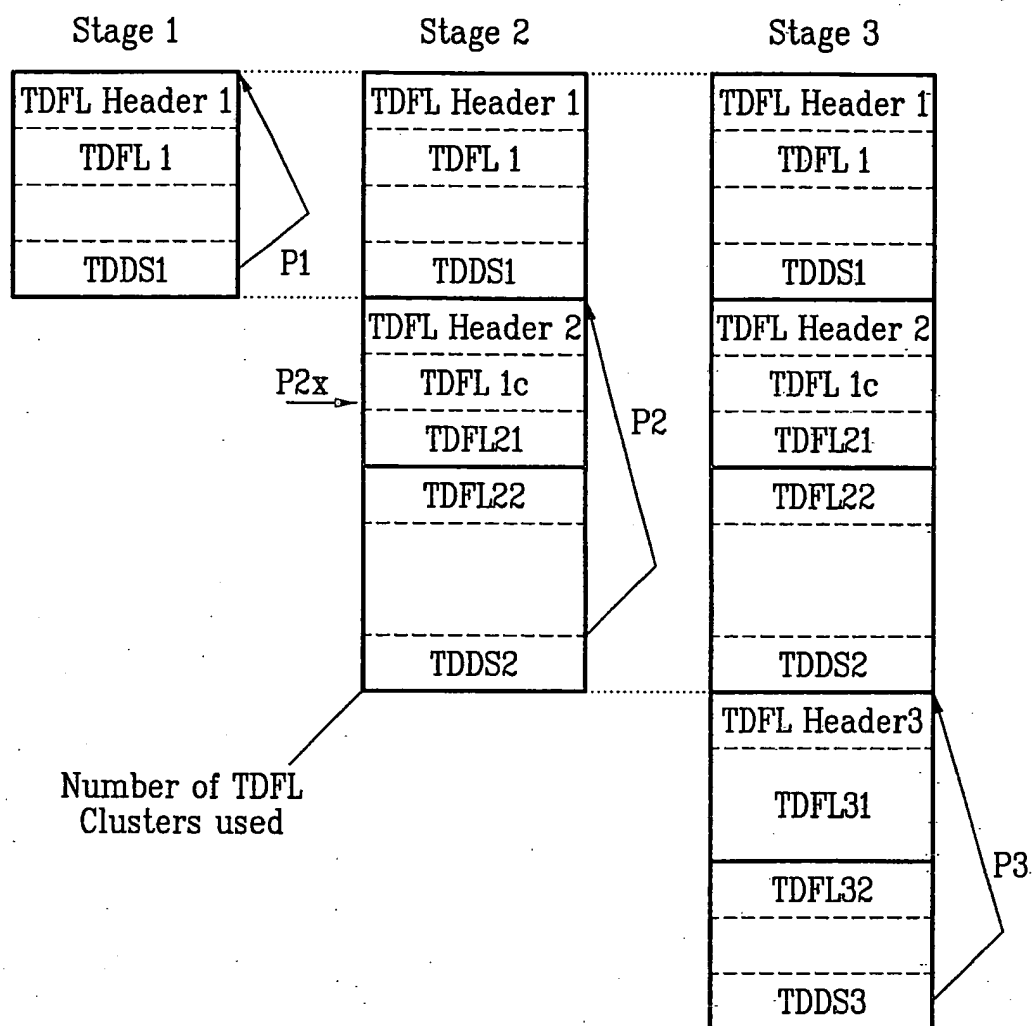 Stage 1
TDFL Header 1
TDFL 1
TDDS1
P1
Stage 2
TDFL Header 1
TDFL 1
TDDS1
TDFL Header 2
P2x
TDFL 1c
TDFL21
P2
TDFL22
TDDS2
Number of TDFL
Clusters used
Stage 3
TDFL Header 1
TDFL 1
TDDS1
TDFL Header 2
TDFL 1c
TDFL21
TDFL22
TDDS2
TDFL Header3
TDFL31
P3
TDFL32
TDDS3